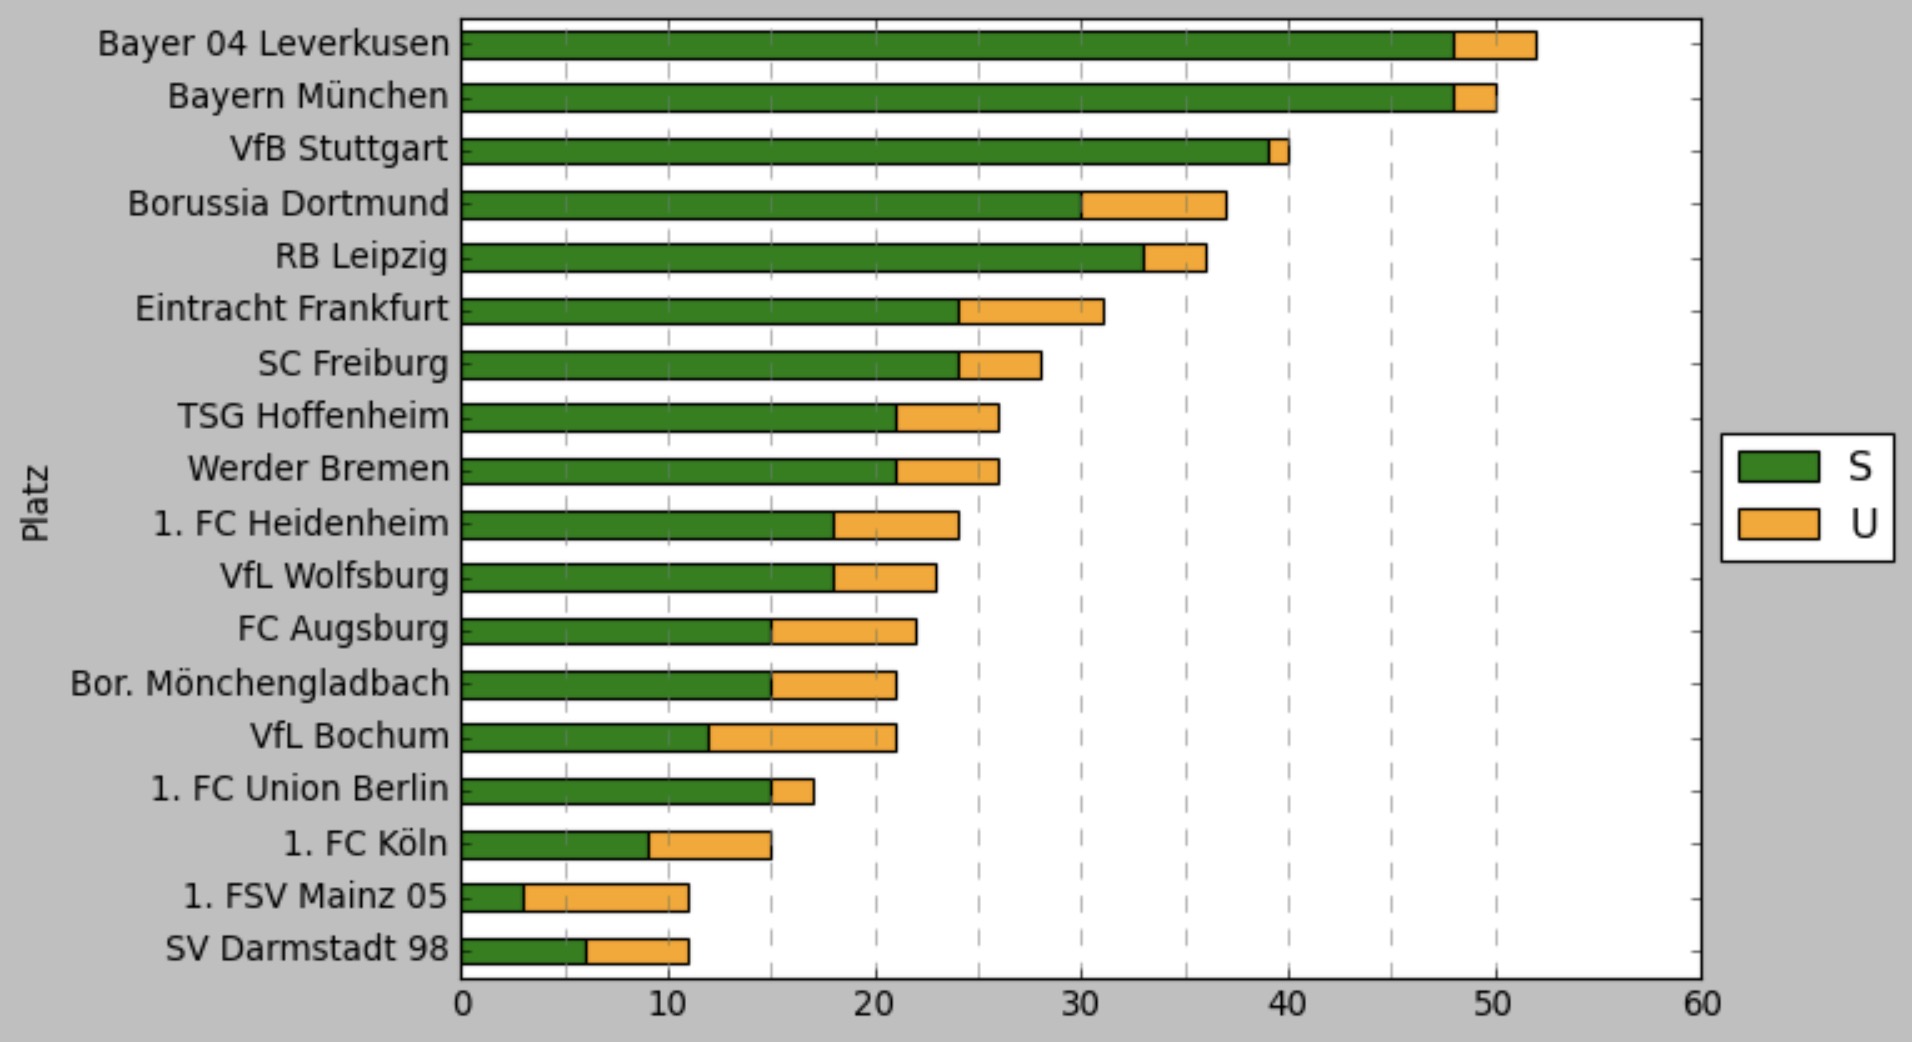 Bayer 04 Leverkusen
Bayern München
VfB Stuttgart
Borussia Dortmund
RB Leipzig
Eintracht Frankfurt
SC Freiburg
TSG Hoffenheim
Werder Bremen
1. FC Heidenheim
VfL Wolfsburg
FC Augsburg
Bor. Mönchengladbach
VfL Bochum
1. FC Union Berlin
1. FC Köln
1. FSV Mainz 05
SV Darmstadt 98
Platz
0 10 20 30 40 50 60
S
U